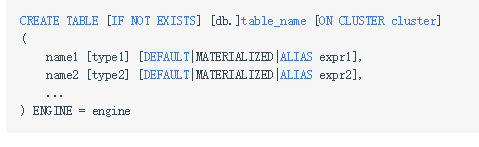 CREATE TABLE [IF NOT EXISTS] [db.]table_name [ON CLUSTER cluster]
(
    name1 [type1] [DEFAULT|MATERIALIZED|ALIAS expr1],
    name2 [type2] [DEFAULT|MATERIALIZED|ALIAS expr2],
    ...
) ENGINE = engine